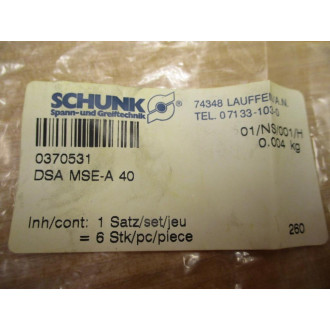 SCHUNK
Spann- und Greiftechnik
74348 LAUFFEN/A.N.
TEL. 07133-103-0
01/NS/001/H
0.004 kg
0370531
DSA MSE-A 40
Inh/cont: 1 Satz/set/jeu
= 6 Stk/pc/piece
260